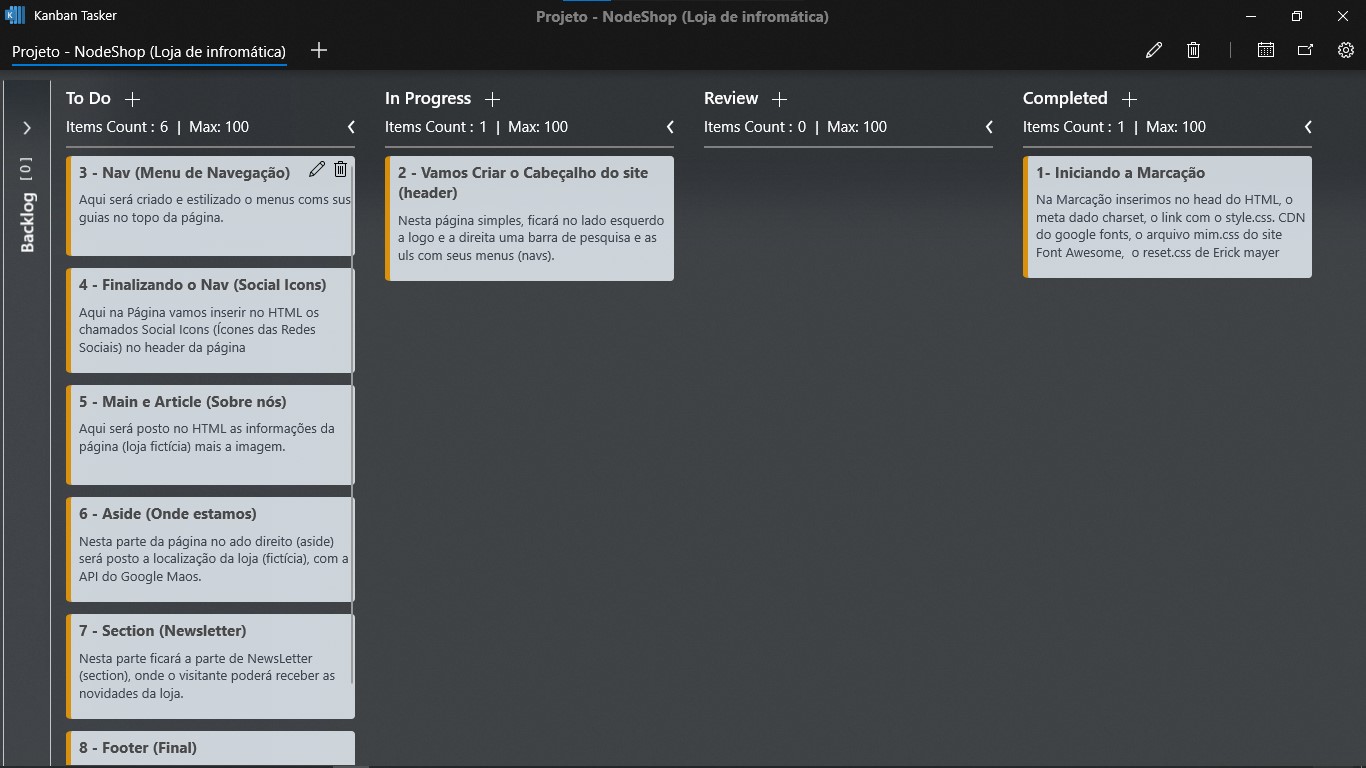 Kanban Tasker
Projeto - NodeShop (Loja de infromática)
Projeto - NodeShop (Loja de infromática)
Backlog [0]
To Do
Items Count : 6 | Max: 100
3 - Nav (Menu de Navegação)
Aqui será criado e estilizado o menus coms sus
guias no topo da página.
4 - Finalizando o Nav (Social Icons)
Aqui na Página vamos inserir no HTML os
chamados Social Icons (Ícones das Redes
Sociais) no header da página
5 - Main e Article (Sobre nós)
Aqui será posto no HTML as informações da
página (loja fictícia) mais a imagem.
6 - Aside (Onde estamos)
Nesta parte da página no ado direito (aside)
será posto a localização da loja (fictícia), com a
API do Google Maos.
7 - Section (Newsletter)
Nesta parte ficará a parte de NewsLetter
(section), onde o visitante poderá receber as
novidades da loja.
8 - Footer (Final)
In Progress
Items Count : 1 | Max: 100
2 - Vamos Criar o Cabeçalho do site
(header)
Nesta página simples, ficará no lado esquerdo
a logo e a direita uma barra de pesquisa e as
uls com seus menus (navs).
Review
Items Count : 0 | Max: 100
Completed
Items Count : 1 | Max: 100
1- Iniciando a Marcação
Na Marcação inserimos no head do HTML, o
meta dado charset, o link com o style.css. CDN
do google fonts, o arquivo mim.css do site
Font Awesome,  o reset.css de Erick mayer